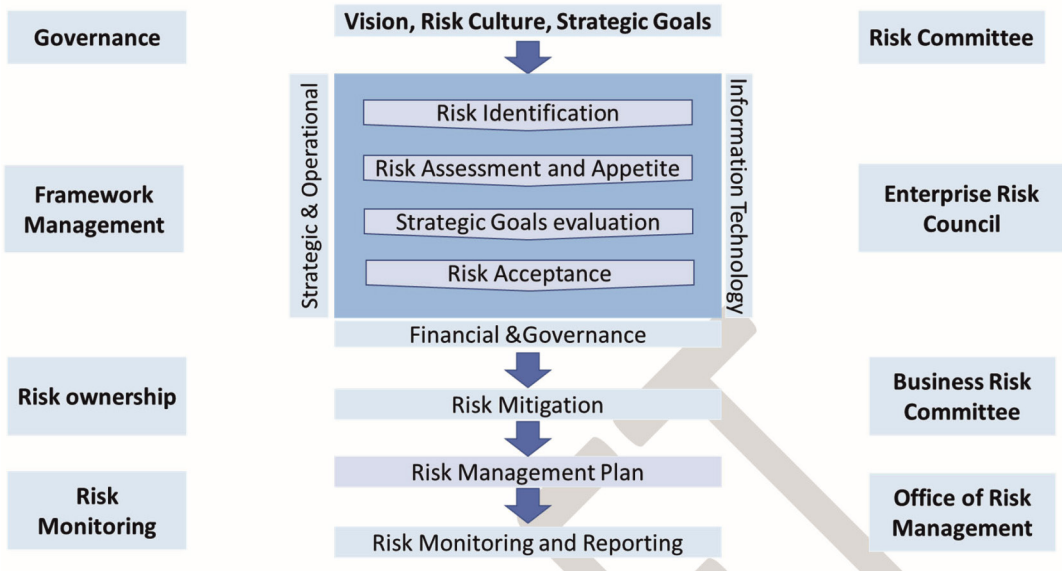 Vision, Risk Culture, Strategic Goals
Governance
Risk Committee
Strategic & Operational
Information Technology
Risk Identification
Risk Assessment and Appetite
Framework
Management
Enterprise Risk
Council
Strategic Goals evaluation
Risk Acceptance
Financial &Governance
Risk ownership
Business Risk
Committee
Risk Mitigation
Risk Management Plan
Risk
Monitoring
Office of Risk
Management
Risk Monitoring and Reporting